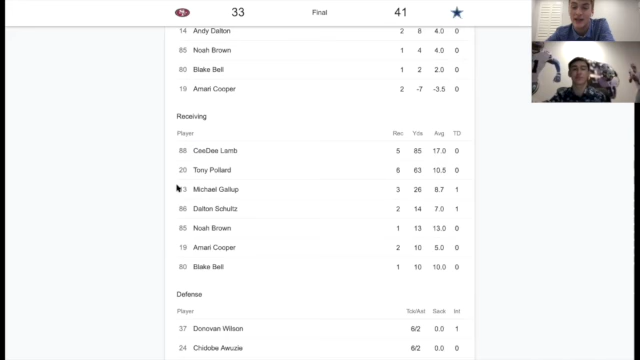 33 Final 41
14 Andy Dalton 2 8 4.0 0
85 Noah Brown 1 4 4.0 0
80 Blake Bell 1 2 2.0 0
19 Amari Cooper 2 -7 -3.5 0
Receiving
Player Rec Yds Avg TD
88 CeeDee Lamb 5 85 17.0 0
20 Tony Pollard 6 63 10.5 0
13 Michael Gallup 3 26 8.7 1
86 Dalton Schultz 2 14 7.0 1
85 Noah Brown 1 13 13.0 0
19 Amari Cooper 2 10 5.0 0
80 Blake Bell 1 10 10.0 0
Defense
Player Tck/Ast Sack Int
37 Donovan Wilson 6/2 0.0 1
24 Chidobe Awuzie 6/2 0.0 0